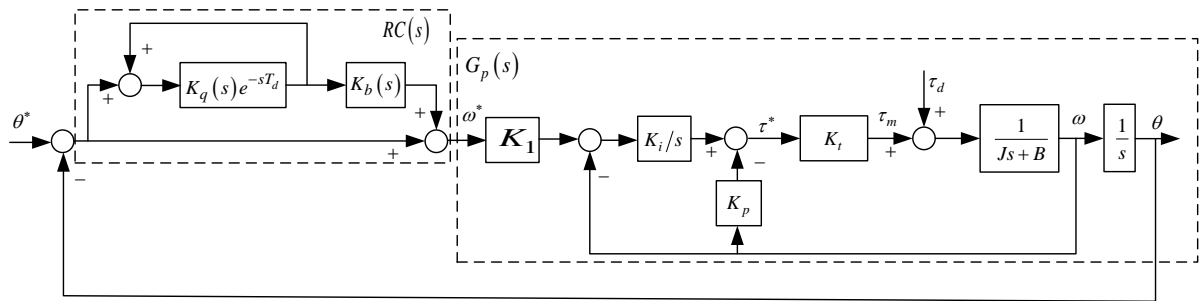 RC(s)
G_p(s)
+
+
K_q(s)e^{-sT_d}
K_b(s)
+
θ*
+
ω*
−
K_1
−
K_i/s
+
τ*
−
K_t
τ_m
+
τ_d
+
1/(Js+B)
ω
1/s
θ
K_p